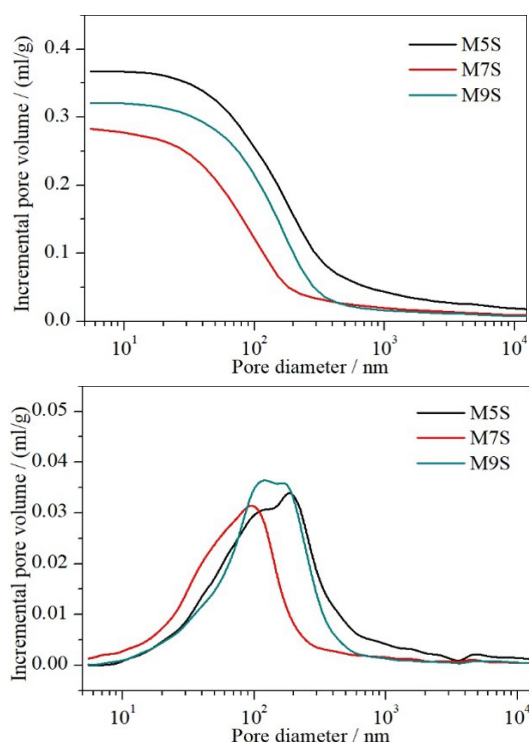 Incremental pore volume / (ml/g)
0.4
0.3
0.2
0.1
0.0
M5S
M7S
M9S
10¹
10²
10³
10⁴
Pore diameter / nm
Incremental pore volume / (ml/g)
0.05
0.04
0.03
0.02
0.01
0.00
M5S
M7S
M9S
10¹
10²
10³
10⁴
Pore diameter / nm